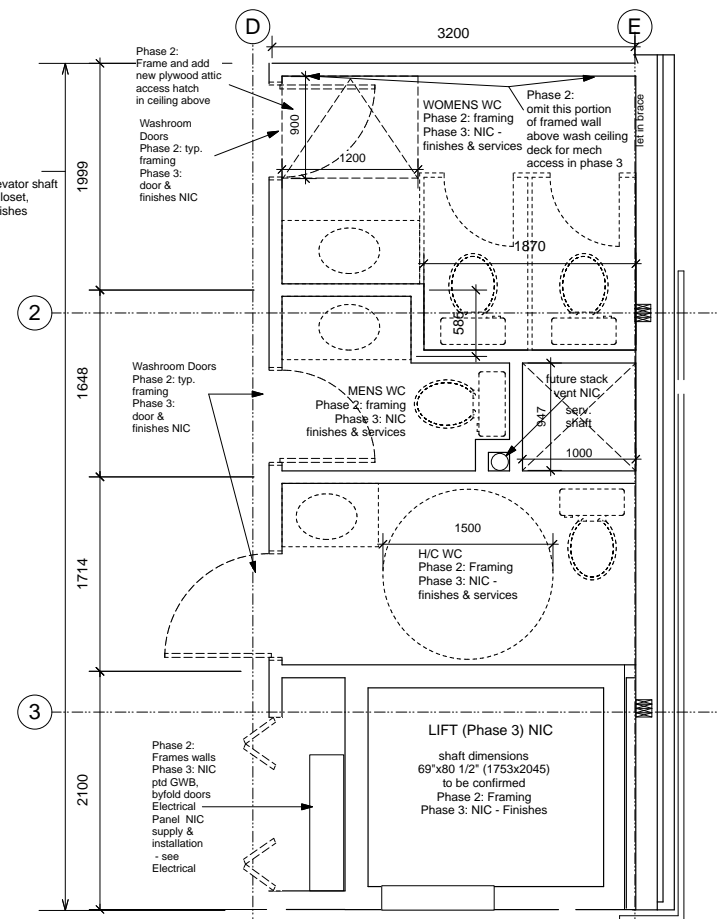 D
E
3200
Phase 2:
Frame and add
new plywood attic
access hatch
in ceiling above
Washroom
Doors
Phase 2: typ.
framing
Phase 3:
door &
finishes NIC
900
1200
WOMENS WC
Phase 2: framing
Phase 3: NIC -
finishes & services
Phase 2:
omit this portion
of framed wall
above wash ceiling
deck for mech
access in phase 3
let in brace
evator shaft
loset,
ishes
1999
1870
2
586
1648
Washroom Doors
Phase 2: typ.
framing
Phase 3:
door &
finishes NIC
MENS WC
Phase 2: framing
Phase 3: NIC
finishes & services
future stack
vent NIC
serv.
shaft
947
1000
1714
1500
H/C WC
Phase 2: Framing
Phase 3: NIC -
finishes & services
3
2100
Phase 2:
Frames walls
Phase 3: NIC
ptd GWB,
byfold doors
Electrical
Panel NIC
supply &
installation
- see
Electrical
LIFT (Phase 3) NIC
shaft dimensions
69"x80 1/2" (1753x2045)
to be confirmed
Phase 2: Framing
Phase 3: NIC - Finishes